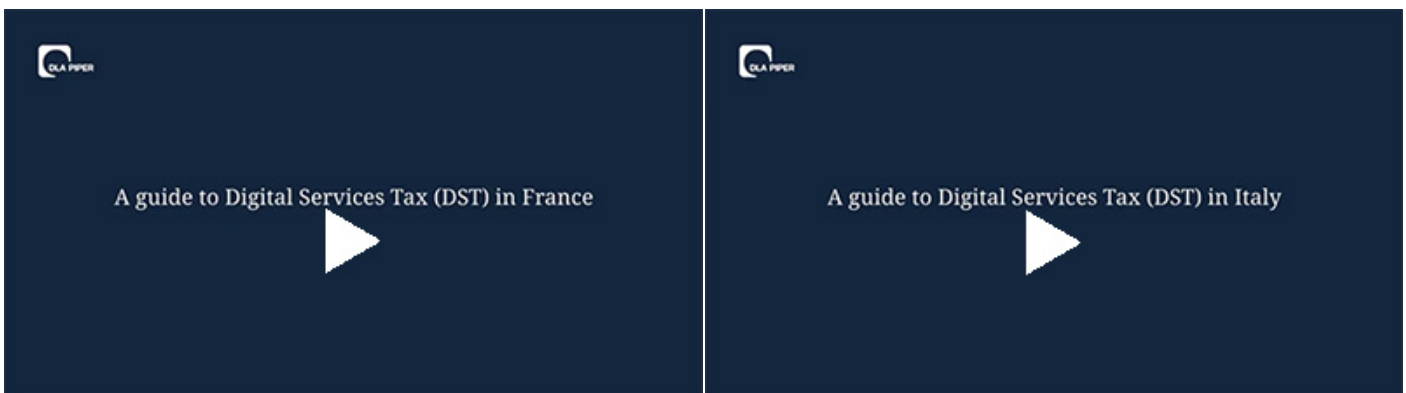 DLA PIPER
A guide to Digital Services Tax (DST) in France
DLA PIPER
A guide to Digital Services Tax (DST) in Italy